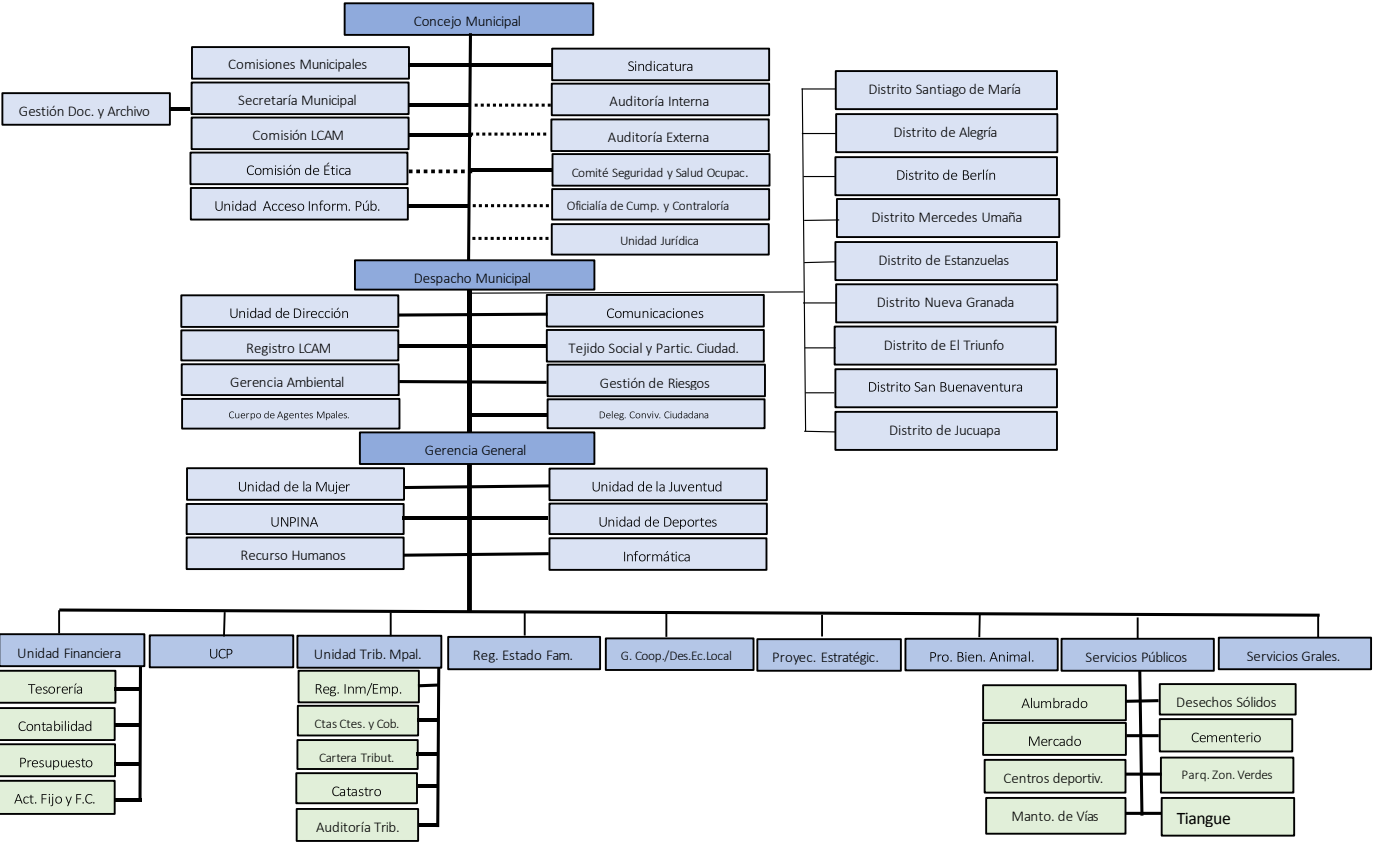 Concejo Municipal
Comisiones Municipales
Sindicatura
Secretaría Municipal
Auditoría Interna
Gestión Doc. y Archivo
Comisión LCAM
Auditoría Externa
Comisión de Ética
Comité Seguridad y Salud Ocupac.
Unidad Acceso Inform. Púb.
Oficialía de Cump. y Contraloría
Unidad Jurídica
Distrito Santiago de María
Distrito de Alegría
Distrito de Berlín
Distrito Mercedes Umaña
Distrito de Estanzuelas
Distrito Nueva Granada
Distrito de El Triunfo
Distrito San Buenaventura
Distrito de Jucuapa
Despacho Municipal
Unidad de Dirección
Comunicaciones
Registro LCAM
Tejido Social y Partic. Ciudad.
Gerencia Ambiental
Gestión de Riesgos
Cuerpo de Agentes Mpales.
Deleg. Conviv. Ciudadana
Gerencia General
Unidad de la Mujer
Unidad de la Juventud
UNPINA
Unidad de Deportes
Recurso Humanos
Informática
Unidad Financiera
UCP
Unidad Trib. Mpal.
Reg. Estado Fam.
G. Coop./Des.Ec.Local
Proyec. Estratégic.
Pro. Bien. Animal.
Servicios Públicos
Servicios Grales.
Tesorería
Contabilidad
Presupuesto
Act. Fijo y F.C.
Reg. Inm/Emp.
Ctas Ctes. y Cob.
Cartera Tribut.
Catastro
Auditoría Trib.
Alumbrado
Desechos Sólidos
Mercado
Cementerio
Centros deportiv.
Parq. Zon. Verdes
Manto. de Vías
Tiangue